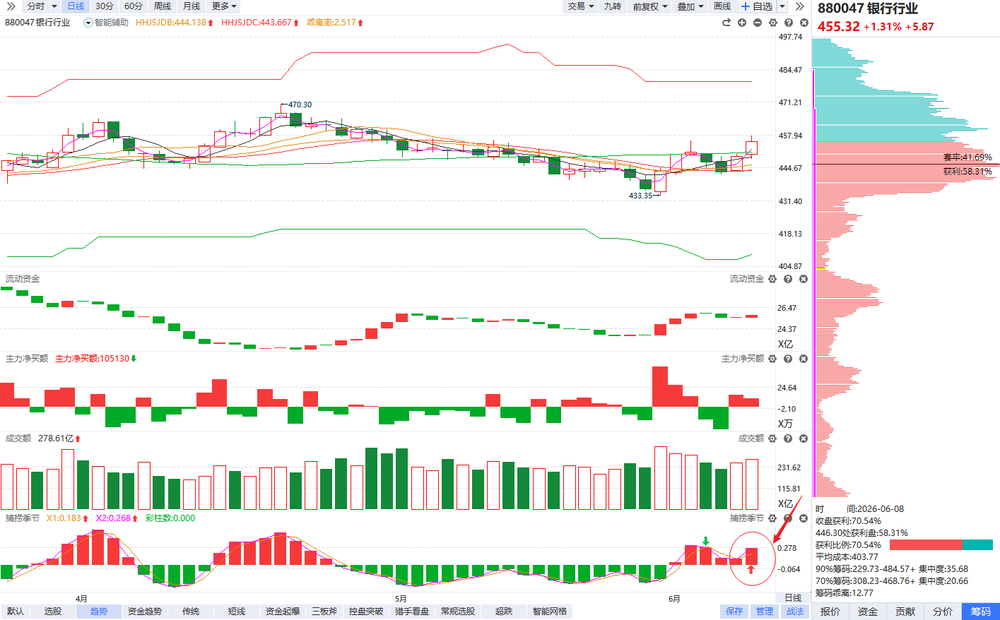 分时 日线 30分 60分 周线 月线 更多 交易 九转 前复权 叠加 画线 自选
880047 银行行业
455.32 +1.31% +5.87
880047 银行行业 智能辅助 HHJSJDB:444.138 HHJSJDC:443.667 乖离率:2.517
497.74
484.47
471.21
457.94
444.67
431.40
418.13
404.87
470.30
433.35
套牢:41.69%
获利:58.31%
流动资金 流动资金
26.47
24.37
X亿
主力净买额 主力净买额:105130 主力净买额
24.64
-2.10
X万
成交额 278.61亿 成交额
231.62
115.81
X亿
捕捞季节 X1:0.183 X2:0.268 彩柱数:0.000 捕捞季节
0.278
-0.064
4月 5月 6月 日线
时 间:2026-06-08
收盘获利:70.54%
446.30处获利盘:58.31%
获利比例:70.54%
平均成本:403.77
90%筹码:229.73-484.57+ 集中度:35.68
70%筹码:308.23-468.76+ 集中度:20.66
筹码乖离:12.77
默认 选股 趋势 资金趋势 传统 短线 资金起爆 三板斧 控盘突破 猎手看盘 常规选股 超跌 智能网格 保存 管理 战法
报价 资金 贡献 分价 筹码